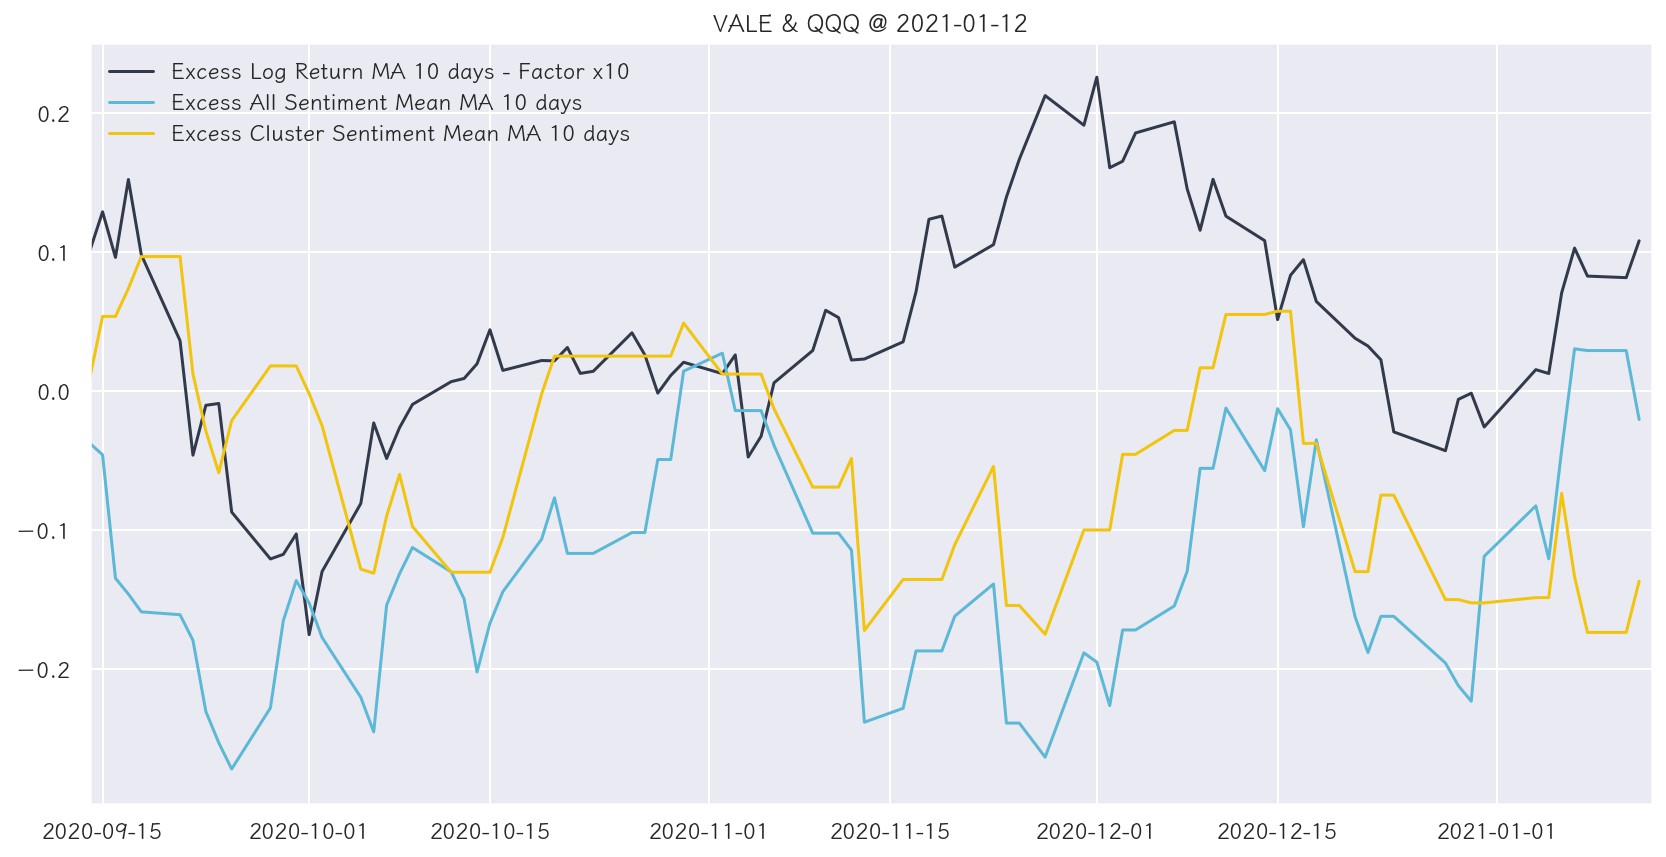 VALE & QQQ @ 2021-01-12
Excess Log Return MA 10 days - Factor x10
Excess All Sentiment Mean MA 10 days
Excess Cluster Sentiment Mean MA 10 days
0.2
0.1
0.0
−0.1
−0.2
2020-09-15 2020-10-01 2020-10-15 2020-11-01 2020-11-15 2020-12-01 2020-12-15 2021-01-01